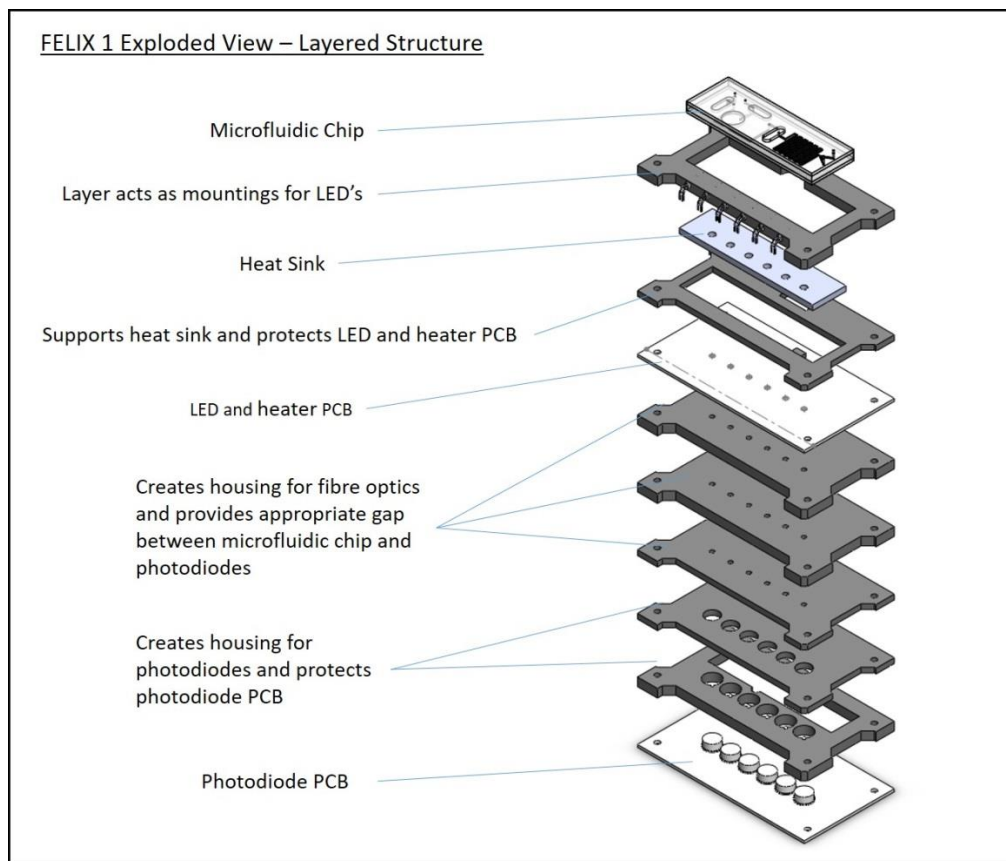 FELIX 1 Exploded View – Layered Structure
Microfluidic Chip
Layer acts as mountings for LED’s
Heat Sink
Supports heat sink and protects LED and heater PCB
LED and heater PCB
Creates housing for fibre optics
and provides appropriate gap
between microfluidic chip and
photodiodes
Creates housing for
photodiodes and protects
photodiode PCB
Photodiode PCB